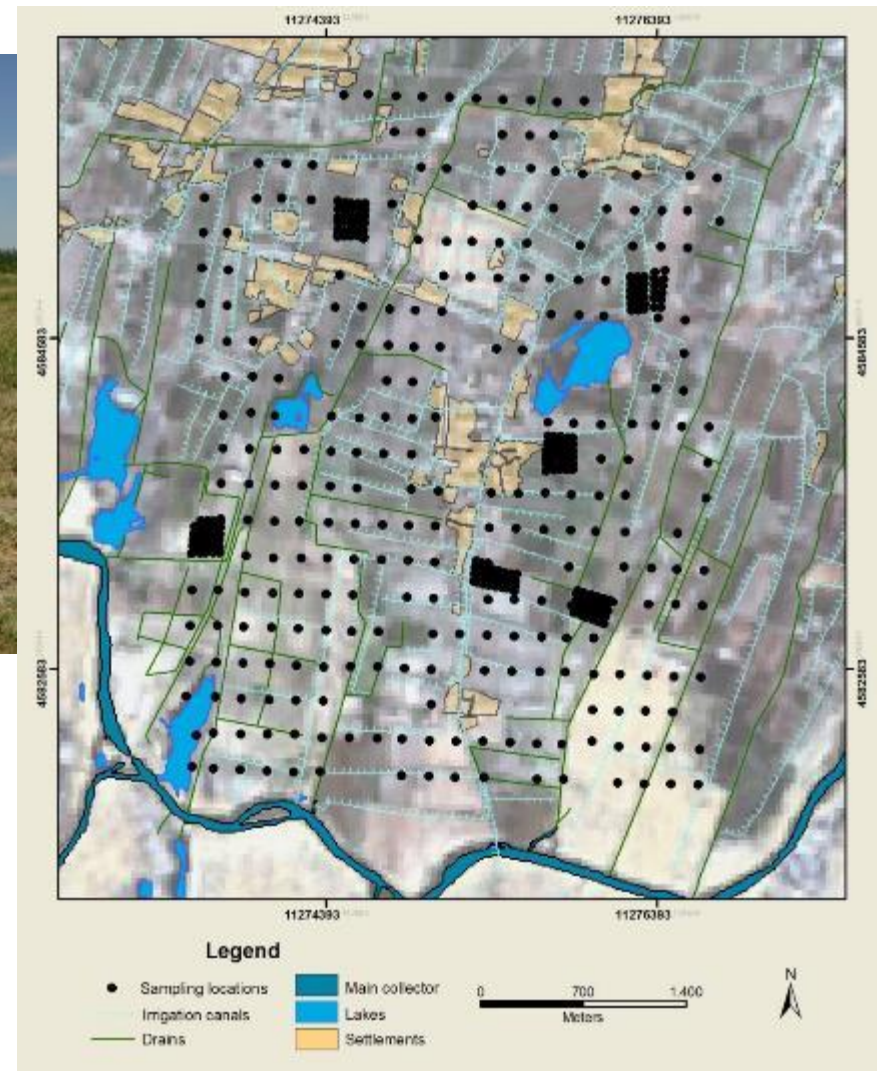 11274393 11276393
4584583 4584583
4582583 4582583
11274393 11276393
Legend
Sampling locations
Irrigation canals
Drains
Main collector
Lakes
Settlements
0 700 1.400
Meters
N